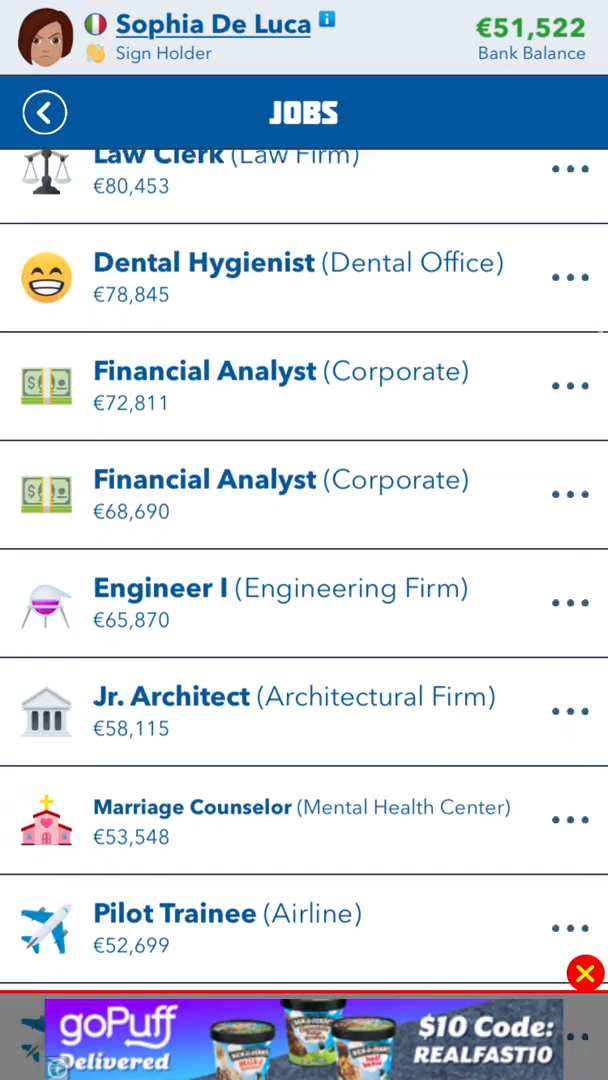 Sophia De Luca
Sign Holder
€51,522
Bank Balance
JOBS
Law Clerk (Law Firm)
€80,453
Dental Hygienist (Dental Office)
€78,845
Financial Analyst (Corporate)
€72,811
Financial Analyst (Corporate)
€68,690
Engineer I (Engineering Firm)
€65,870
Jr. Architect (Architectural Firm)
€58,115
Marriage Counselor (Mental Health Center)
€53,548
Pilot Trainee (Airline)
€52,699
goPuff
Delivered
$10 Code:
REALFAST10